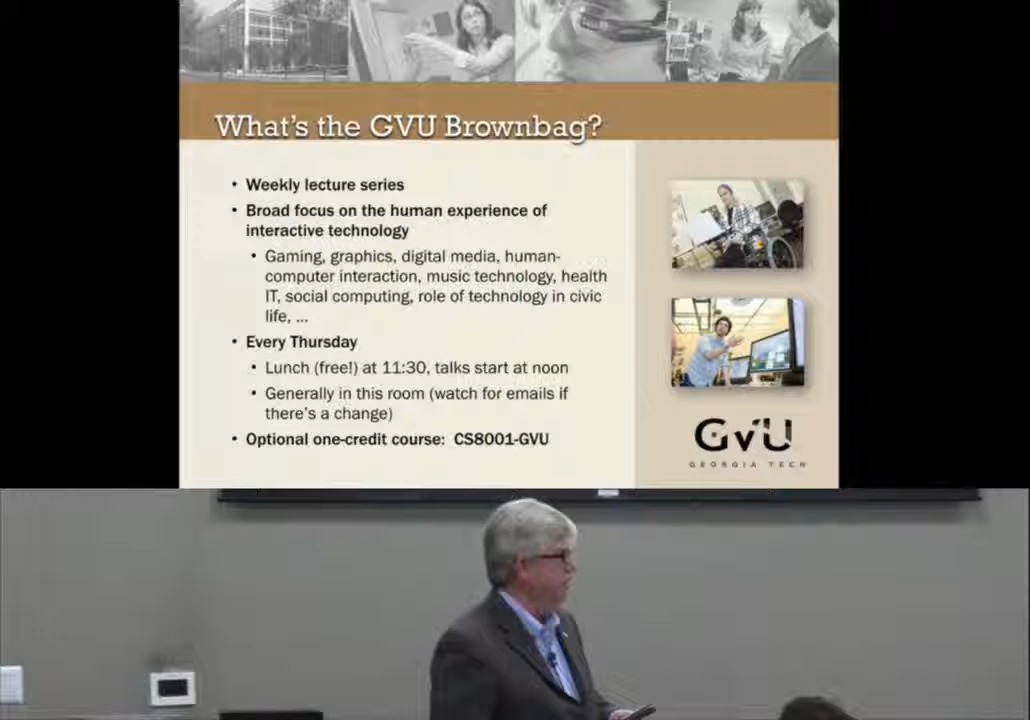 What's the GVU Brownbag?
• Weekly lecture series
• Broad focus on the human experience of
interactive technology
• Gaming, graphics, digital media, human-
computer interaction, music technology, health
IT, social computing, role of technology in civic
life, ...
• Every Thursday
• Lunch (free!) at 11:30, talks start at noon
• Generally in this room (watch for emails if
there's a change)
• Optional one-credit course: CS8001-GVU
GVU
GEORGIA TECH